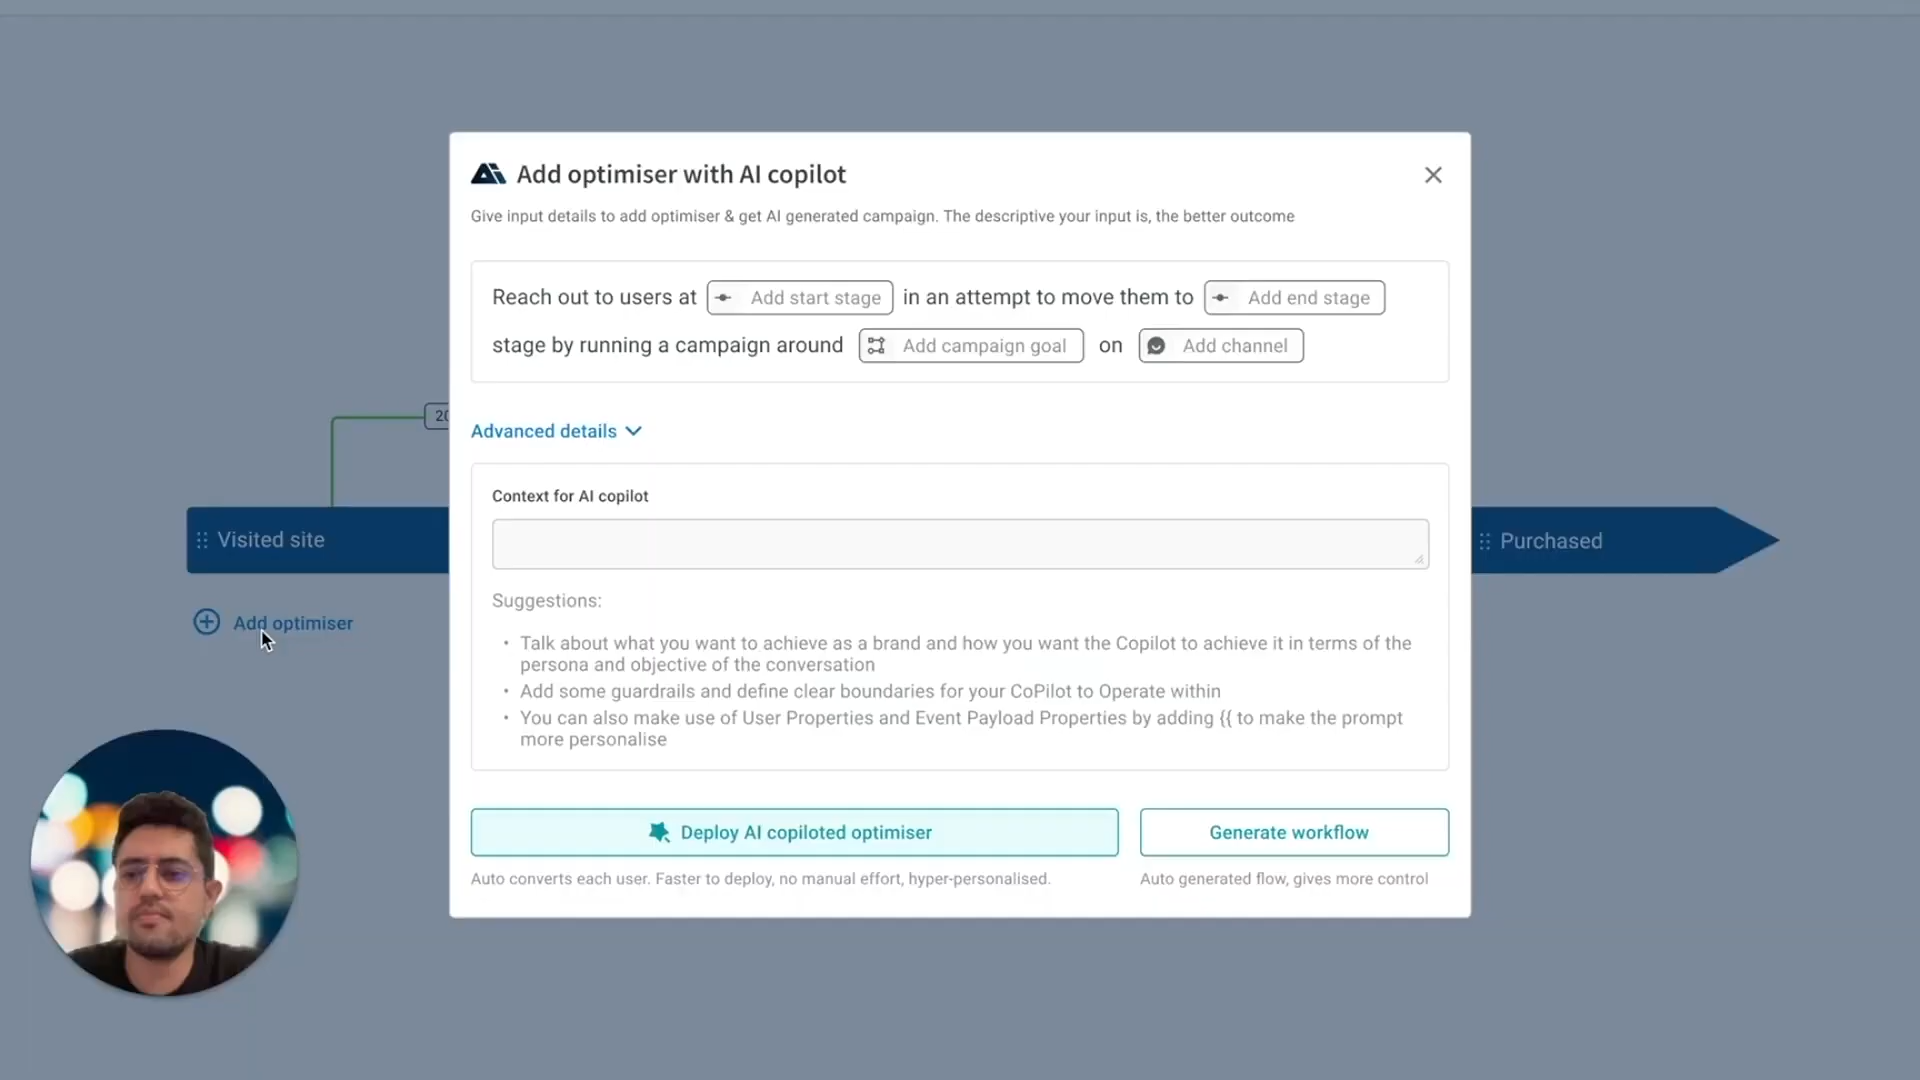 Add optimiser with AI copilot
Give input details to add optimiser & get AI generated campaign. The descriptive your input is, the better outcome
Reach out to users at Add start stage in an attempt to move them to Add end stage
stage by running a campaign around Add campaign goal on Add channel
20
Advanced details
Context for AI copilot
Visited site
Purchased
Suggestions:
Add optimiser
• Talk about what you want to achieve as a brand and how you want the Copilot to achieve it in terms of the
persona and objective of the conversation
• Add some guardrails and define clear boundaries for your CoPilot to Operate within
• You can also make use of User Properties and Event Payload Properties by adding {{ to make the prompt
more personalise
Deploy AI copiloted optimiser
Generate workflow
Auto converts each user. Faster to deploy, no manual effort, hyper-personalised.
Auto generated flow, gives more control